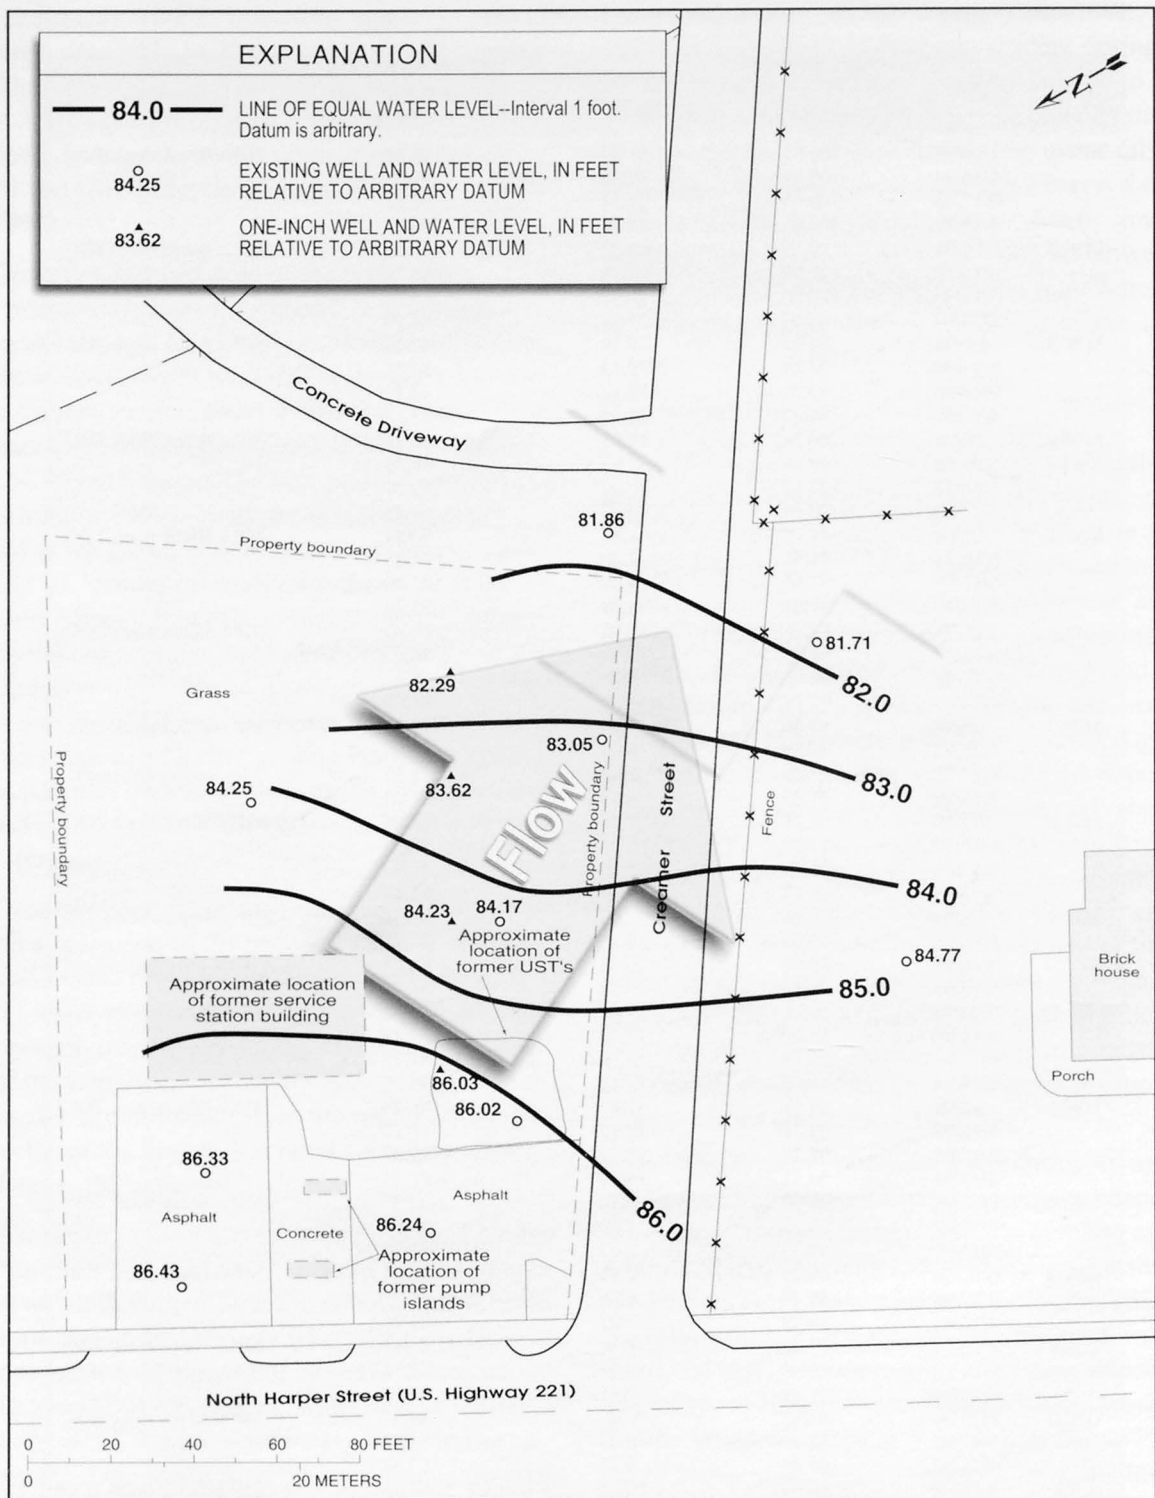 EXPLANATION
84.0 LINE OF EQUAL WATER LEVEL--Interval 1 foot.
Datum is arbitrary.
84.25 EXISTING WELL AND WATER LEVEL, IN FEET
RELATIVE TO ARBITRARY DATUM
83.62 ONE-INCH WELL AND WATER LEVEL, IN FEET
RELATIVE TO ARBITRARY DATUM
N
Concrete Driveway
81.86
Property boundary
81.71
82.0
82.29
Grass
83.05
83.0
Property boundary
84.25
83.62
Flow
Property boundary
Creamer Street
Fence
84.0
84.23
84.17
Approximate
location of
former UST's
84.77
Brick
house
85.0
Approximate location
of former service
station building
86.03
86.02
Porch
86.0
86.33
Asphalt
86.43
Concrete
Asphalt
86.24
Approximate
location of
former pump
islands
North Harper Street (U.S. Highway 221)
0 20 40 60 80 FEET
0 20 METERS